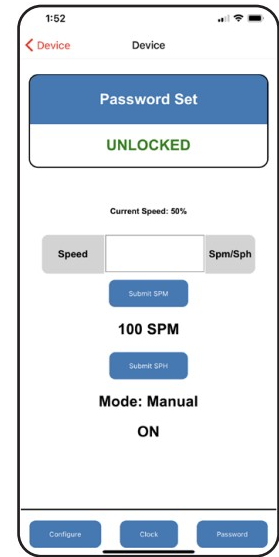 1:52
Device Device
Password Set
UNLOCKED
Current Speed: 50%
Speed Spm/Sph
Submit SPM
100 SPM
Submit SPH
Mode: Manual
ON
Configure Clock Password